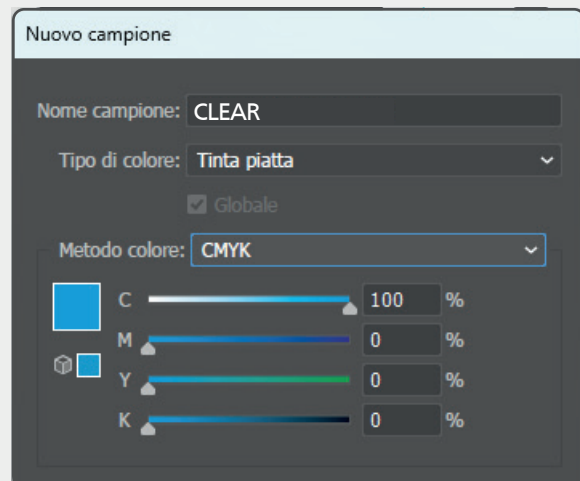 Nuovo campione
Nome campione: CLEAR
Tipo di colore: Tinta piatta
Globale
Metodo colore: CMYK
C 100 %
M 0 %
Y 0 %
K 0 %